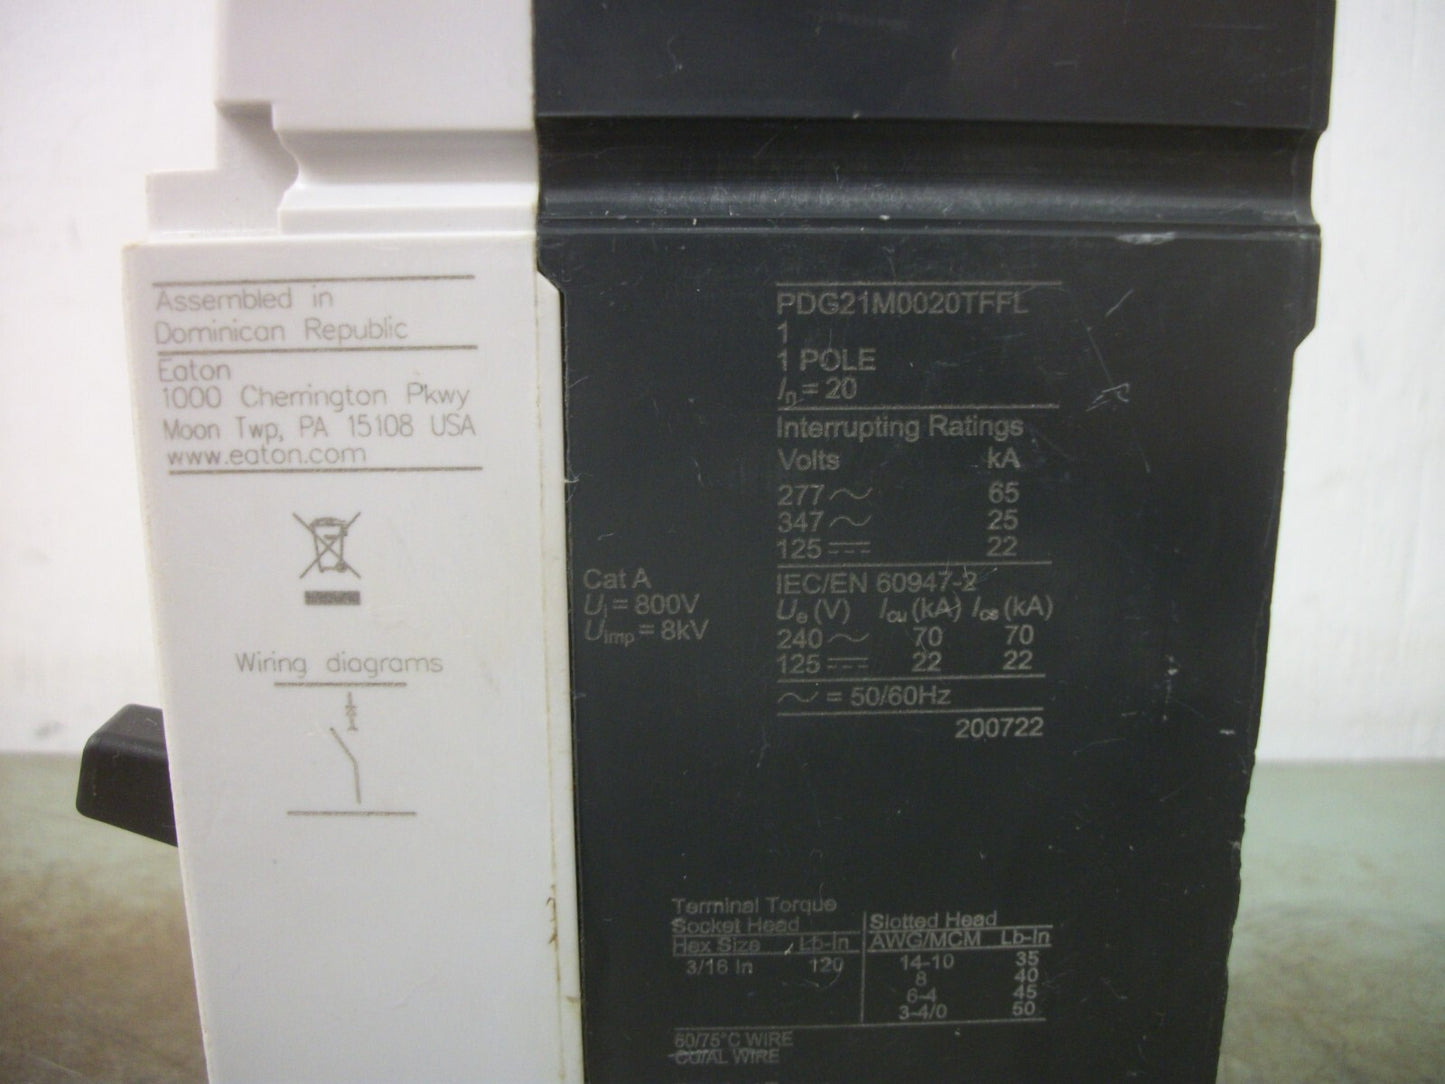 Assembled in
Dominican Republic
Eaton
1000 Cherrington Pkwy
Moon Twp, PA 15108 USA
www.eaton.com
Wiring diagrams
Cat A
Ui = 800V
Uimp = 8kV
PDG21M0020TFFL
1
1 POLE
In = 20
Interrupting Ratings
Volts kA
277 ~ 65
347 ~ 25
125 ⎓ 22
IEC/EN 60947-2
Ue (V) Icu (kA) Ics (kA)
240 ~ 70 70
125 ⎓ 22 22
~ = 50/60Hz
200722
Terminal Torque
Socket Head
Hex Size Lb-In
3/16 In 120
Slotted Head
AWG/MCM Lb-In
14-10 35
8 40
6-4 45
3-4/0 50
60/75°C WIRE
CU/AL WIRE